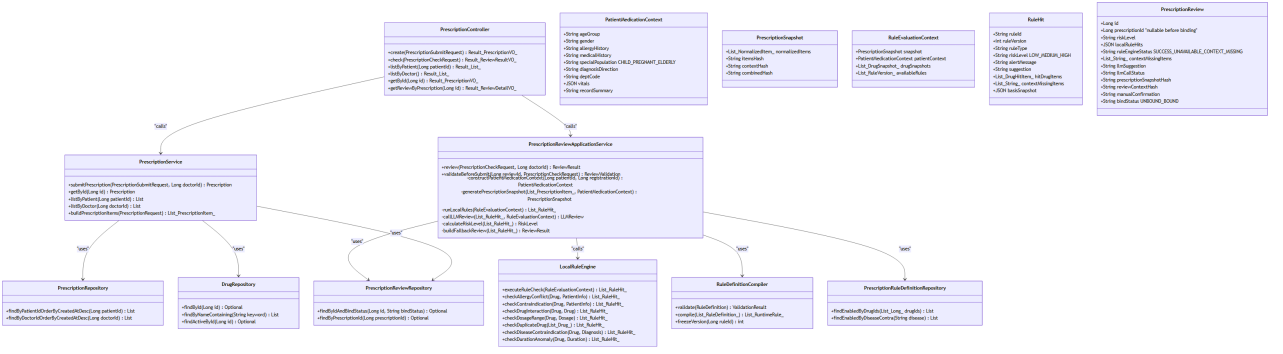 PrescriptionController
+create(PrescriptionSubmitRequest) : Result_PrescriptionVO_
+check(PrescriptionCheckRequest) : Result_ReviewResultVO_
+listByPatient(Long patientId) : Result_List_
+listByDoctor() : Result_List_
+getById(Long id) : Result_PrescriptionVO_
+getReviewByPrescription(Long id) : Result_ReviewDetailVO_
PatientMedicationContext
+String ageGroup
+String gender
+String allergyHistory
+String medicalHistory
+String specialPopulation CHILD_PREGNANT_ELDERLY
+String diagnosisDirection
+String deptCode
+JSON vitals
+String recordSummary
PrescriptionSnapshot
+List_NormalizedItem_ normalizedItems
+String itemsHash
+String contextHash
+String combinedHash
RuleEvaluationContext
+PrescriptionSnapshot snapshot
+PatientMedicationContext patientContext
+List_DrugSnapshot_ drugSnapshots
+List_RuleVersion_ availableRules
RuleHit
+String ruleId
+int ruleVersion
+String ruleType
+String riskLevel LOW_MEDIUM_HIGH
+String alertMessage
+String suggestion
+List_DrugHitItem_ hitDrugItems
+List_String_ contextMissingItems
+JSON basisSnapshot
PrescriptionReview
+Long id
+Long prescriptionId "nullable before binding"
+String riskLevel
+JSON localRuleHits
+String ruleEngineStatus SUCCESS_UNAVAILABLE_CONTEXT_MISSING
+List_String_ contextMissingItems
+String llmSuggestion
+String llmCallStatus
+String prescriptionSnapshotHash
+String reviewContextHash
+String manualConfirmation
+String bindStatus UNBOUND_BOUND
"calls"
"calls"
PrescriptionService
+submitPrescription(PrescriptionSubmitRequest, Long doctorId) : Prescription
+getById(Long id) : Prescription
+listByPatient(Long patientId) : List
+listByDoctor(Long doctorId) : List
+buildPrescriptionItems(PrescriptionRequest) : List_PrescriptionItem_
PrescriptionReviewApplicationService
+review(PrescriptionCheckRequest, Long doctorId) : ReviewResult
+validateBeforeSubmit(Long reviewId, PrescriptionCheckRequest) : ReviewValidation
-constructPatientMedicationContext(Long patientId, Long registrationId) :
PatientMedicationContext
-generatePrescriptionSnapshot(List_PrescriptionItem_, PatientMedicationContext) :
PrescriptionSnapshot
-runLocalRules(RuleEvaluationContext) : List_RuleHit_
-callLLMReview(List_RuleHit_, RuleEvaluationContext) : LLMReview
-calculateRiskLevel(List_RuleHit_) : RiskLevel
-buildFallbackReview(List_RuleHit_) : ReviewResult
"uses"
"uses"
"uses"
"uses"
"calls"
"uses"
"uses"
PrescriptionRepository
+findByPatientIdOrderByCreatedAtDesc(Long patientId) : List
+findByDoctorIdOrderByCreatedAtDesc(Long doctorId) : List
DrugRepository
+findById(Long id) : Optional
+findByNameContaining(String keyword) : List
+findActiveById(Long id) : Optional
PrescriptionReviewRepository
+findByIdAndBindStatus(Long id, String bindStatus) : Optional
+findByPrescriptionId(Long prescriptionId) : Optional
LocalRuleEngine
+executeRuleCheck(RuleEvaluationContext) : List_RuleHit_
+checkAllergyConflict(Drug, PatientInfo) : List_RuleHit_
+checkContraindication(Drug, PatientInfo) : List_RuleHit_
+checkDrugInteraction(Drug, Drug) : List_RuleHit_
+checkDosageRange(Drug, Dosage) : List_RuleHit_
+checkDuplicateDrug(List_Drug_) : List_RuleHit_
+checkDiseaseContraindication(Drug, Diagnosis) : List_RuleHit_
+checkDurationAnomaly(Drug, Duration) : List_RuleHit_
RuleDefinitionCompiler
+validate(RuleDefinition) : ValidationResult
+compile(List_RuleDefinition_) : List_RuntimeRule_
+freezeVersion(Long ruleId) : int
PrescriptionRuleDefinitionRepository
+findEnabledByDrugIds(List_Long_ drugIds) : List
+findEnabledByDiseaseContra(String disease) : List